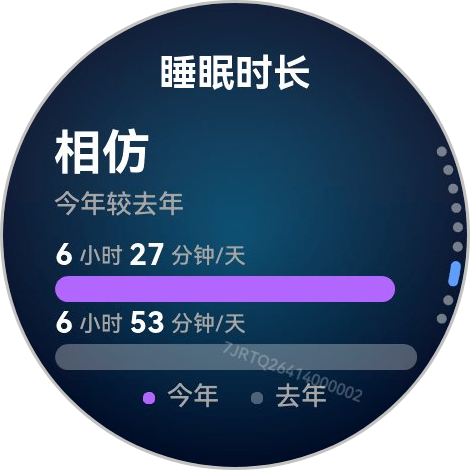 睡眠时长
相仿
今年较去年
6 小时 27 分钟/天
6 小时 53 分钟/天
7JRTQ26414000002
今年 去年